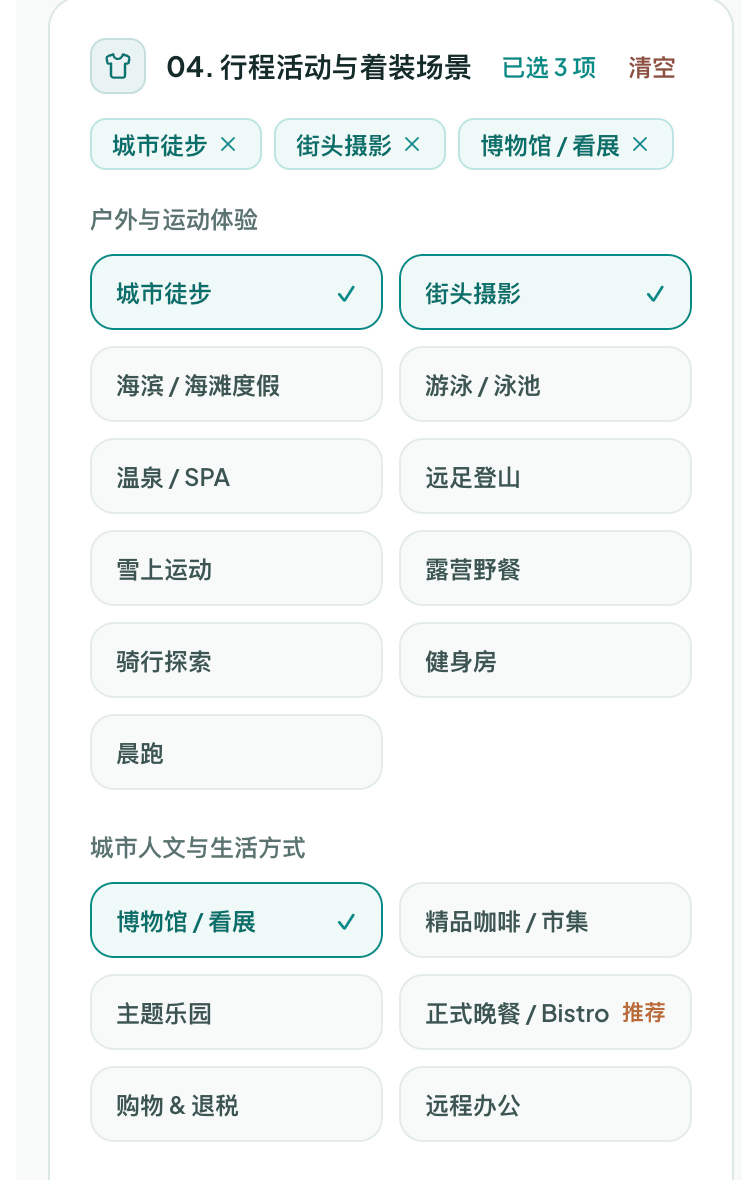 04. 行程活动与着装场景 已选 3 项 清空
城市徒步 × 街头摄影 × 博物馆 / 看展 ×
户外与运动体验
城市徒步 ✓ 街头摄影 ✓
海滨 / 海滩度假 游泳 / 泳池
温泉 / SPA 远足登山
雪上运动 露营野餐
骑行探索 健身房
晨跑
城市人文与生活方式
博物馆 / 看展 ✓ 精品咖啡 / 市集
主题乐园 正式晚餐 / Bistro 推荐
购物 & 退税 远程办公